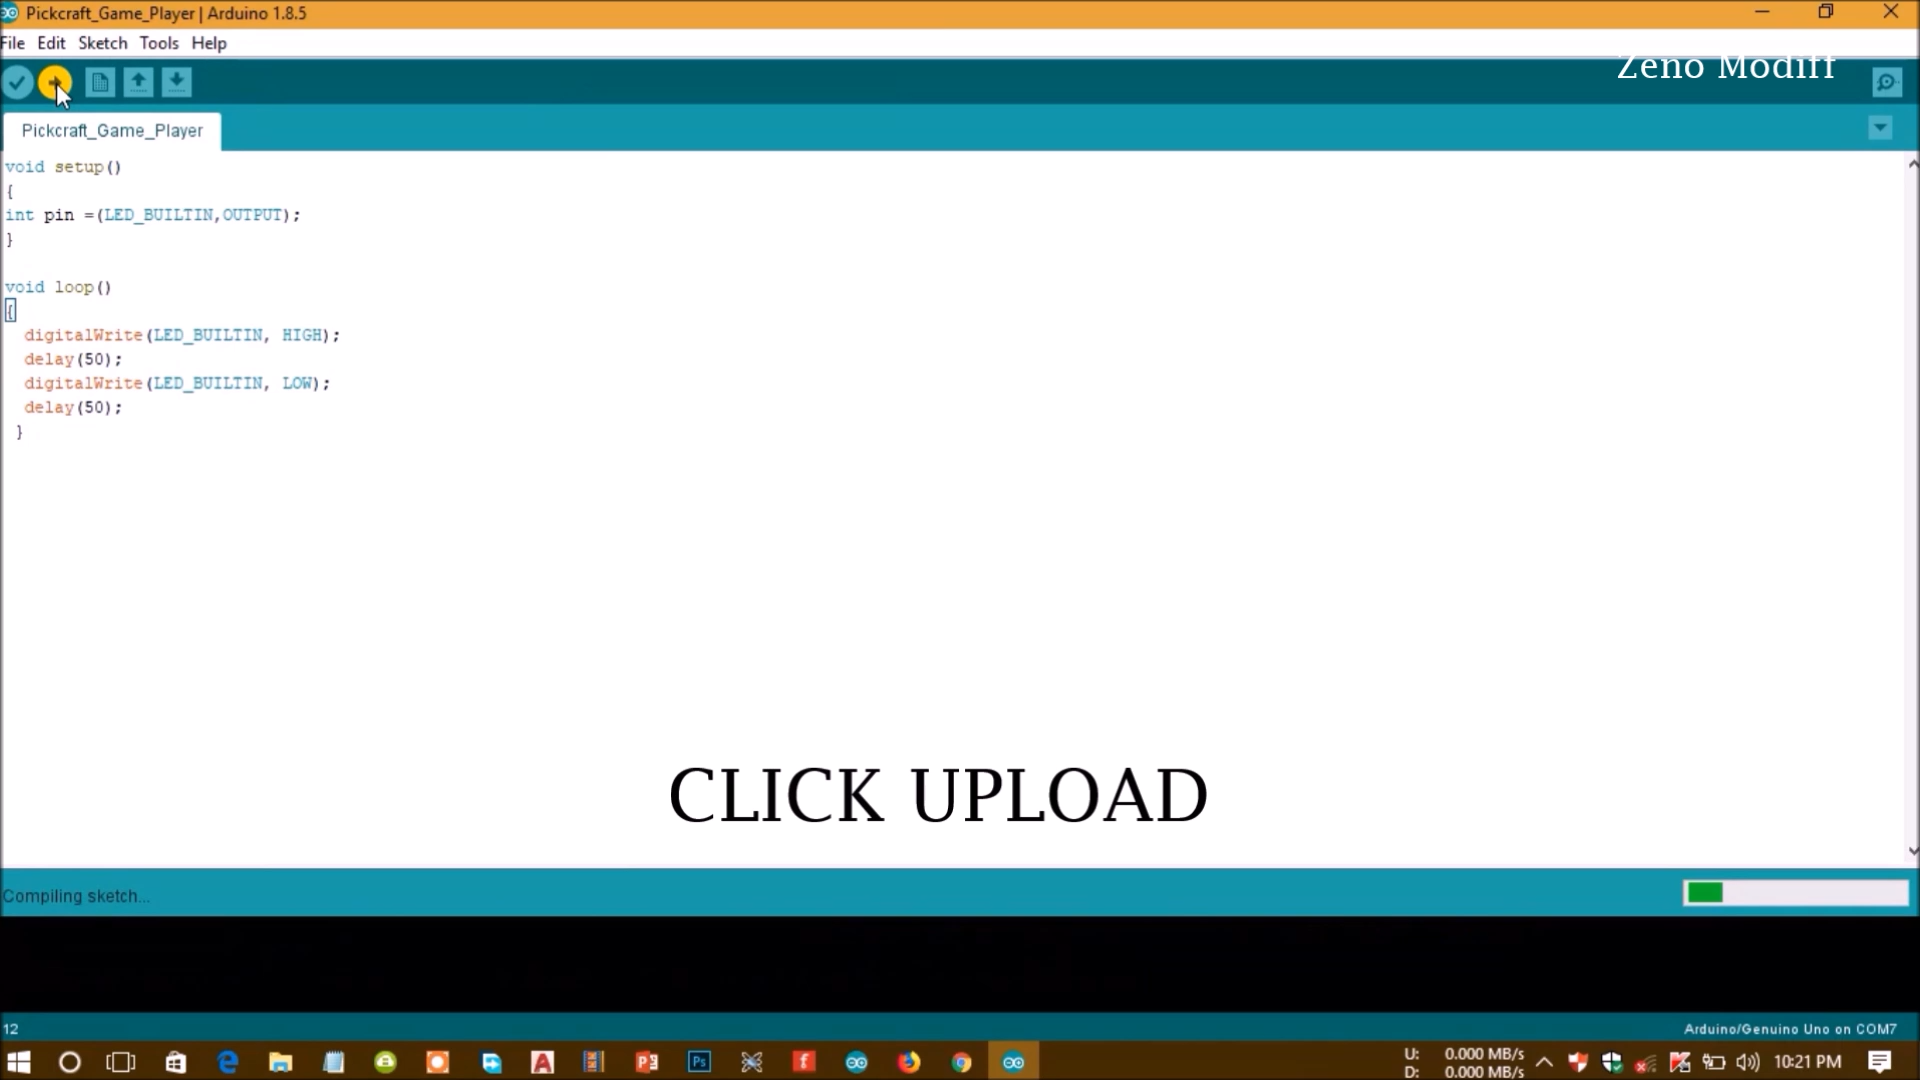 Pickcraft_Game_Player | Arduino 1.8.5
File Edit Sketch Tools Help
Zeno Modiff
Pickcraft_Game_Player
void setup()
{
int pin =(LED_BUILTIN,OUTPUT);
}
void loop()
{
digitalWrite(LED_BUILTIN, HIGH);
delay(50);
digitalWrite(LED_BUILTIN, LOW);
delay(50);
}
CLICK UPLOAD
Compiling sketch...
12
Arduino/Genuino Uno on COM7
U: 0.000 MB/s
D: 0.000 MB/s
10:21 PM
Ps